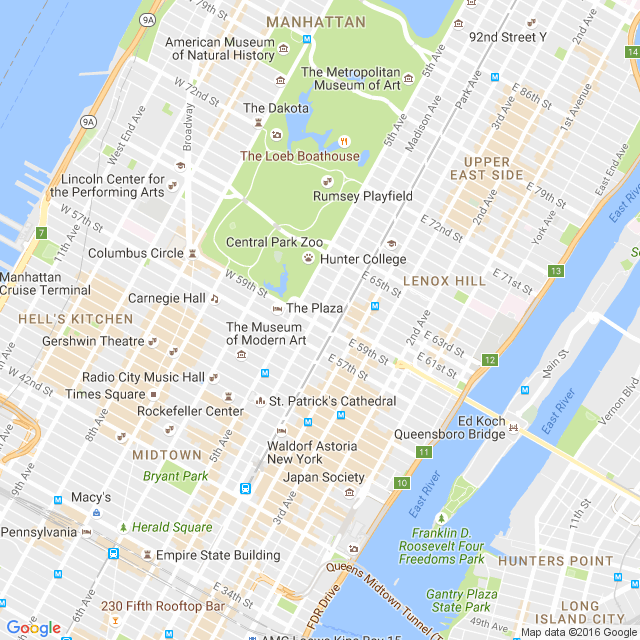 MANHATTAN
9A
American Museum
of Natural History
92nd Street Y
2nd Ave
14
The Metropolitan
Museum of Art
5th Ave
Park Ave
W 72nd St
E 86th St
3rd Ave
1st Avenue
The Dakota
West End Ave
Broadway
9A
Madison Ave
5th Ave
The Loeb Boathouse
UPPER
EAST SIDE
East End Ave
Lincoln Center for
the Performing Arts
Rumsey Playfield
E 79th St
East River
W 57th St
7
2nd Ave
E 72nd St
York Ave
11th Ave
Columbus Circle
Central Park Zoo
Hunter College
13
Manhattan
Cruise Terminal
W 59th St
E 65th St
LENOX HILL
E 71st St
Carnegie Hall
The Plaza
HELL'S KITCHEN
The Museum
of Modern Art
2nd Ave
E 63rd St
Gershwin Theatre
E 59th St
E 61st St
12
Main St
W 42nd St
E 57th St
Radio City Music Hall
Times Square
St. Patrick's Cathedral
Vernon Blvd
East River
Rockefeller Center
8th Ave
5th Ave
Ed Koch
Queensboro Bridge
MIDTOWN
Waldorf Astoria
New York
11
Bryant Park
Japan Society
10
Macy's
3rd Ave
East River
11th St
Herald Square
Pennsylvania
Franklin D.
Roosevelt Four
Freedoms Park
Empire State Building
HUNTERS POINT
Queens Midtown Tunnel (T
E 34th St
FDR Drive
6th Ave
230 Fifth Rooftop Bar
Gantry Plaza
State Park
49th Ave
LONG
ISLAND CITY
Google
AMC Loews Kips Bay 15
Map data ©2016 Google